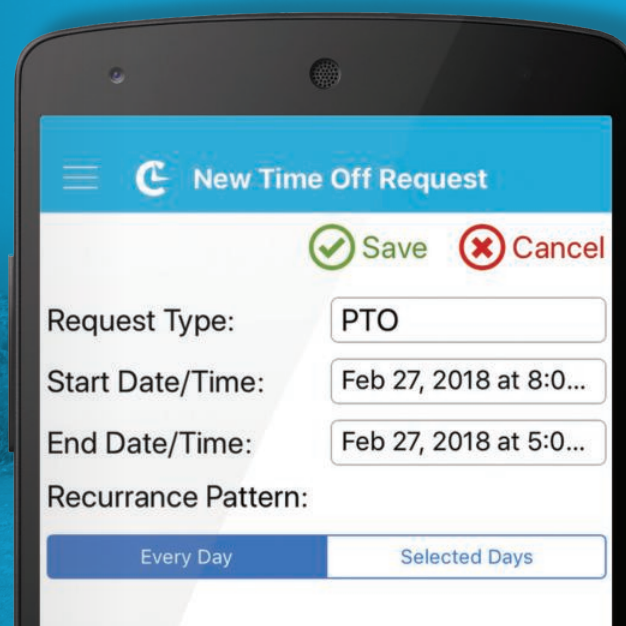 New Time Off Request
Save Cancel
Request Type: PTO
Start Date/Time: Feb 27, 2018 at 8:0...
End Date/Time: Feb 27, 2018 at 5:0...
Recurrance Pattern:
Every Day Selected Days